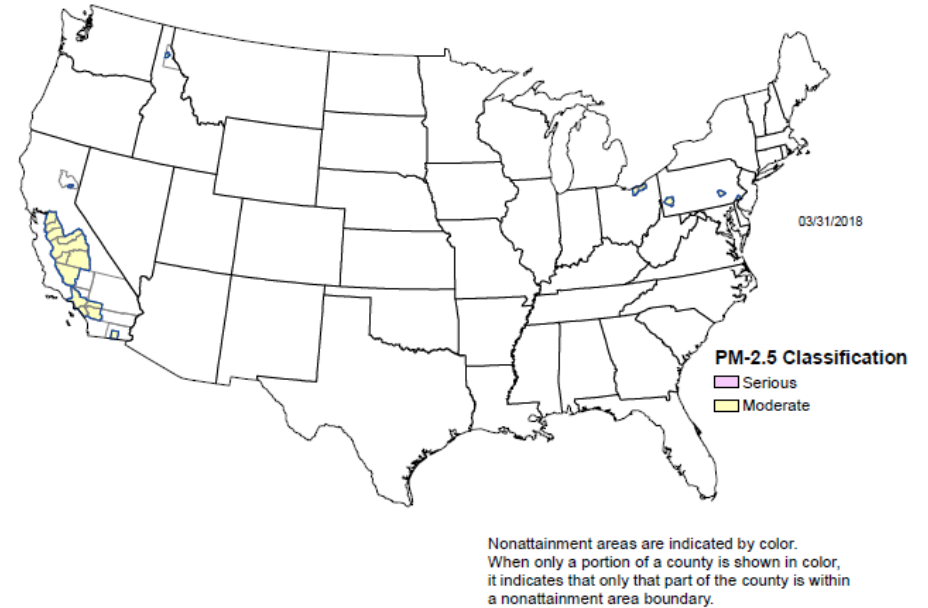 03/31/2018
PM-2.5 Classification
Serious
Moderate
Nonattainment areas are indicated by color.
When only a portion of a county is shown in color,
it indicates that only that part of the county is within
a nonattainment area boundary.